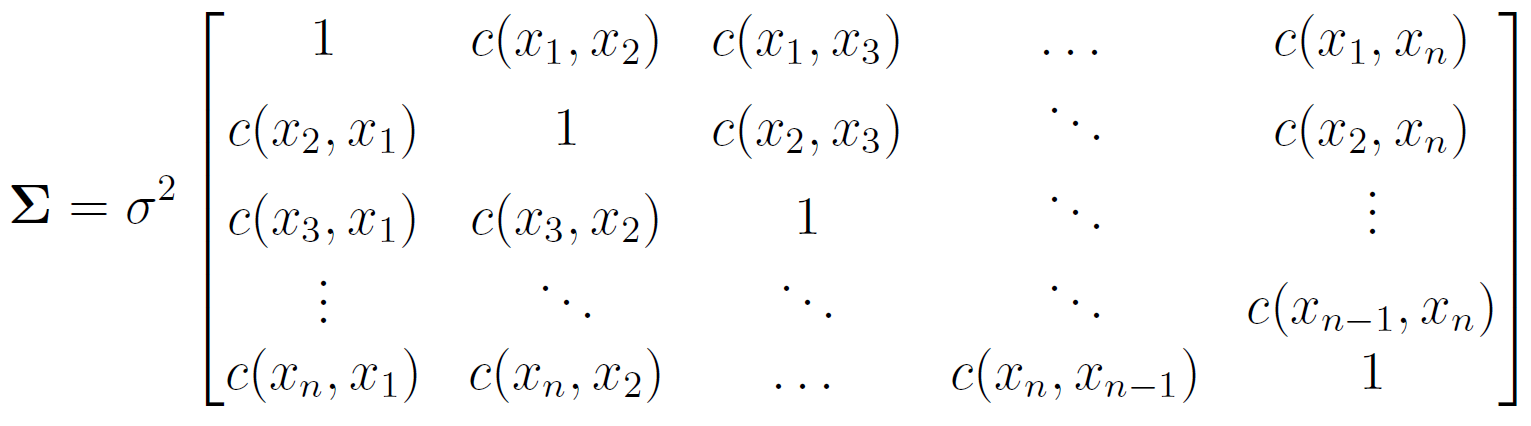 1 c(x₁, x₂) c(x₁, x₃) … c(x₁, xₙ)
c(x₂, x₁) 1 c(x₂, x₃) ⋱ c(x₂, xₙ)
𝚺 = σ² c(x₃, x₁) c(x₃, x₂) 1 ⋱ ⋮
⋮ ⋱ ⋱ ⋱ c(xₙ₋₁, xₙ)
c(xₙ, x₁) c(xₙ, x₂) … c(xₙ, xₙ₋₁) 1